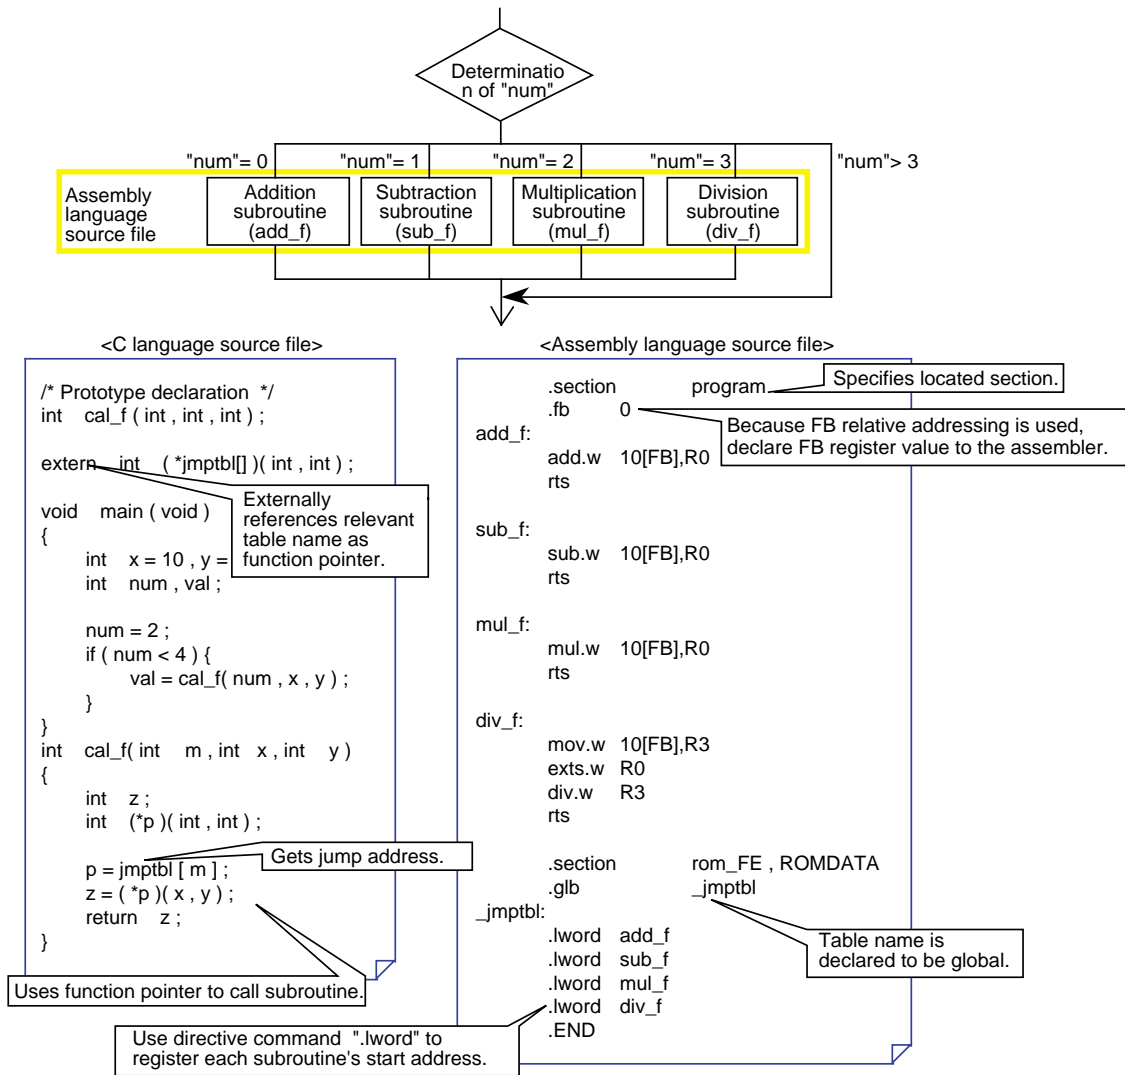 Determinatio
n of "num"
"num"= 0
"num"= 1
"num"= 2
"num"= 3
"num"> 3
Assembly
language
source file
Addition
subroutine
(add_f)
Subtraction
subroutine
(sub_f)
Multiplication
subroutine
(mul_f)
Division
subroutine
(div_f)
<C language source file>
/* Prototype declaration */
int cal_f ( int , int , int ) ;
extern int ( *jmptbl[] )( int , int ) ;
Externally
references relevant
table name as
function pointer.
void main ( void )
{
int x = 10 , y =
int num , val ;
num = 2 ;
if ( num < 4 ) {
val = cal_f( num , x , y ) ;
}
}
int cal_f( int m , int x , int y )
{
int z ;
int (*p )( int , int ) ;
p = jmptbl [ m ] ;
Gets jump address.
z = ( *p )( x , y ) ;
return z ;
}
Uses function pointer to call subroutine.
<Assembly language source file>
.section program
Specifies located section.
.fb 0
Because FB relative addressing is used,
declare FB register value to the assembler.
add_f:
add.w 10[FB],R0
rts
sub_f:
sub.w 10[FB],R0
rts
mul_f:
mul.w 10[FB],R0
rts
div_f:
mov.w 10[FB],R3
exts.w R0
div.w R3
rts
.section rom_FE , ROMDATA
.glb _jmptbl
Table name is
declared to be global.
_jmptbl:
.lword add_f
.lword sub_f
.lword mul_f
.lword div_f
.END
Use directive command ".lword" to
register each subroutine's start address.